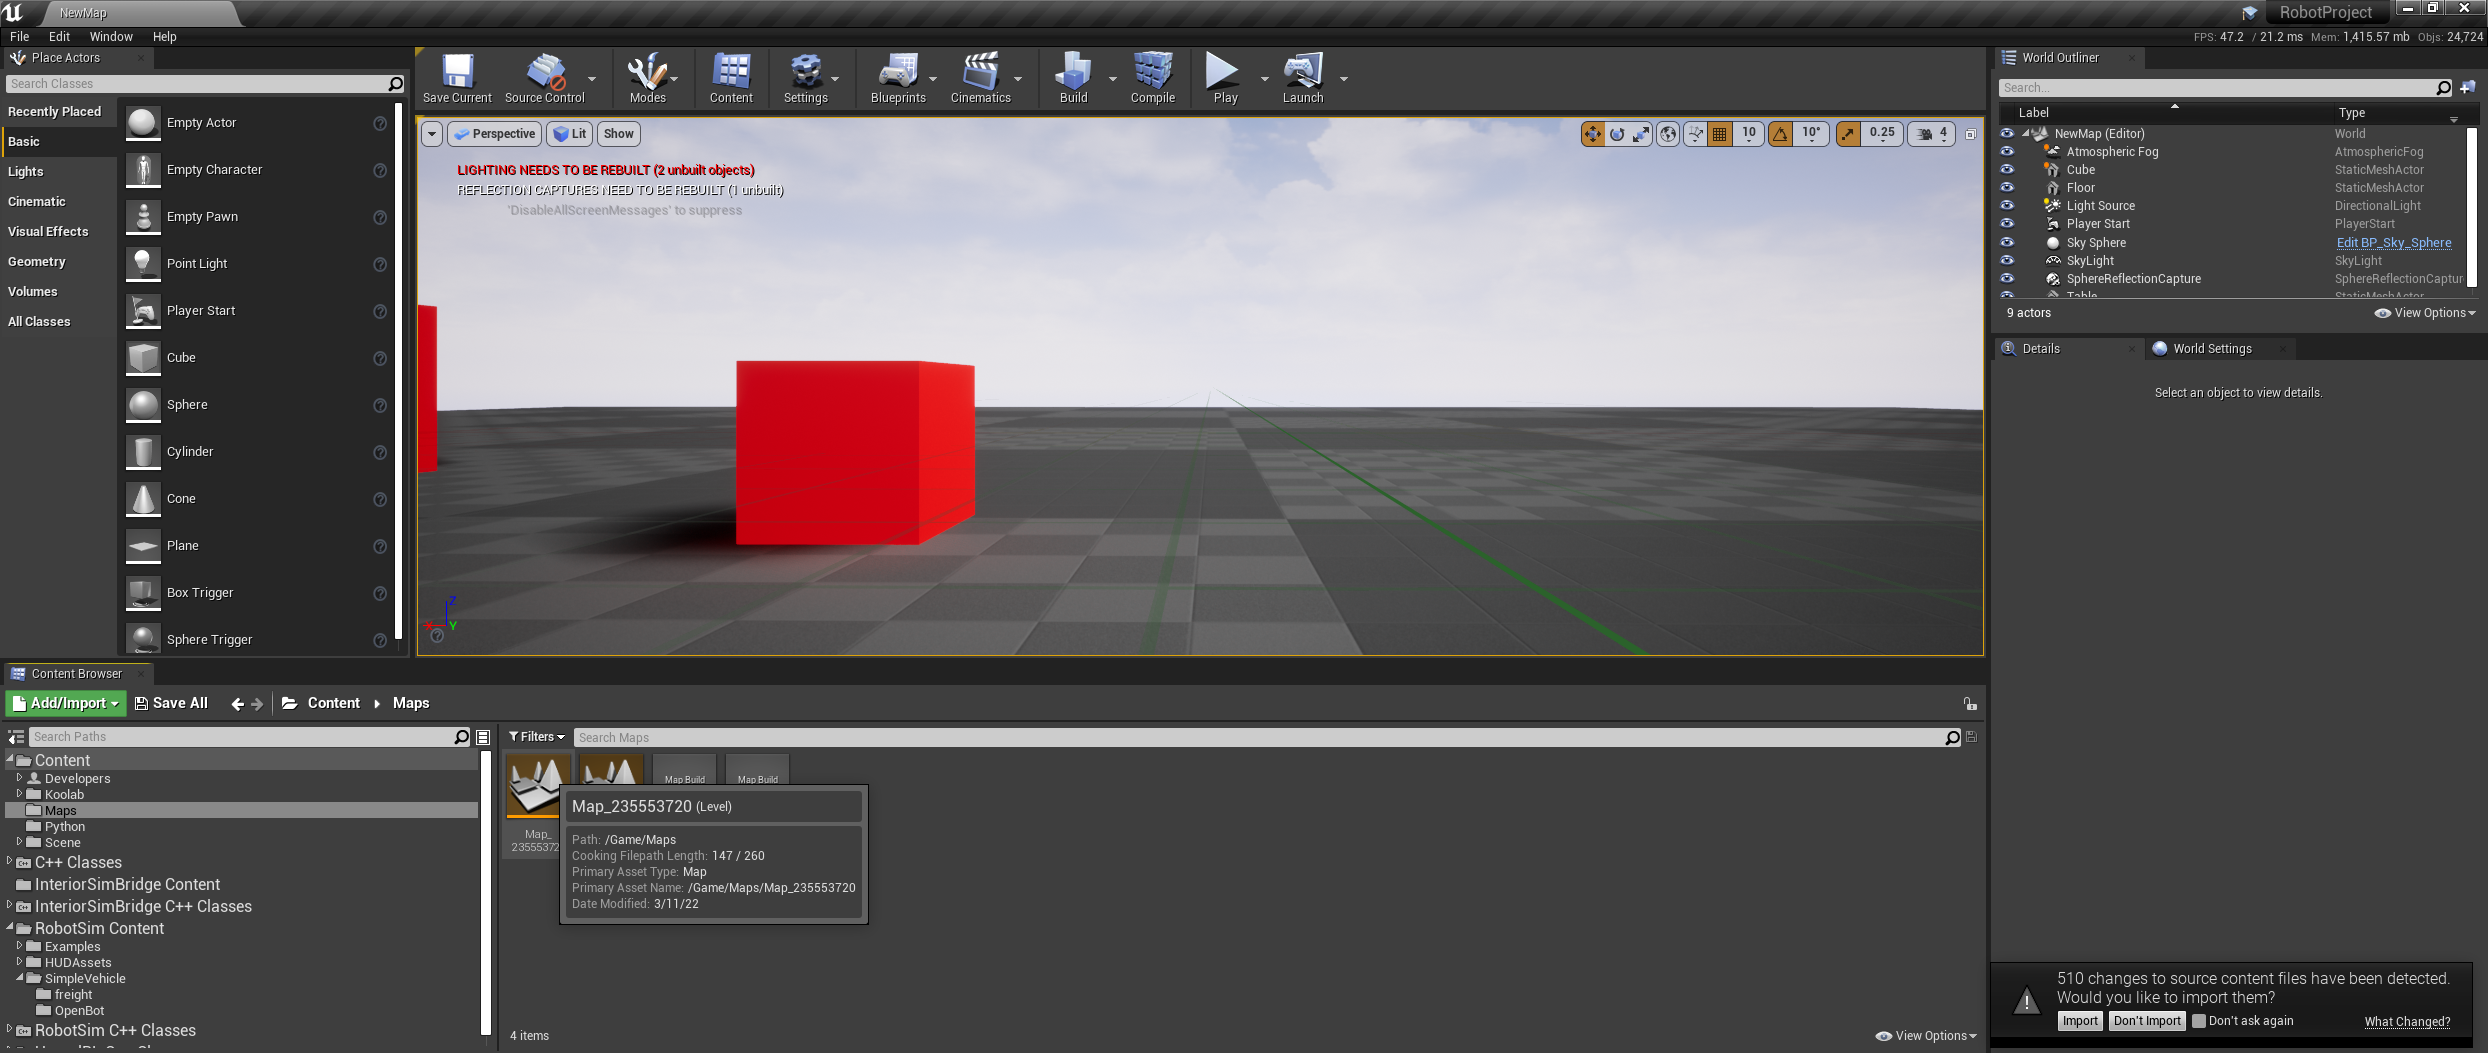 NewMap
RobotProject
File Edit Window Help
FPS: 47.2 / 21.2 ms Mem: 1,415.57 mb Objs: 24,724
Place Actors
Search Classes
Recently Placed
Basic
Lights
Cinematic
Visual Effects
Geometry
Volumes
All Classes
Empty Actor
Empty Character
Empty Pawn
Point Light
Player Start
Cube
Sphere
Cylinder
Cone
Plane
Box Trigger
Sphere Trigger
Save Current
Source Control
Modes
Content
Settings
Blueprints
Cinematics
Build
Compile
Play
Launch
Perspective Lit Show
10 10° 0.25 4
LIGHTING NEEDS TO BE REBUILT (2 unbuilt objects)
REFLECTION CAPTURES NEED TO BE REBUILT (1 unbuilt)
'DisableAllScreenMessages' to suppress
Z
X Y
World Outliner
Search...
Label Type
NewMap (Editor) World
Atmospheric Fog AtmosphericFog
Cube StaticMeshActor
Floor StaticMeshActor
Light Source DirectionalLight
Player Start PlayerStart
Sky Sphere Edit BP_Sky_Sphere
SkyLight SkyLight
SphereReflectionCapture SphereReflectionCaptur
Table StaticMeshActor
9 actors View Options
Details World Settings
Select an object to view details.
Content Browser
Add/Import Save All Content Maps
Search Paths
Content
Developers
Koolab
Maps
Python
Scene
C++ Classes
InteriorSimBridge Content
InteriorSimBridge C++ Classes
RobotSim Content
Examples
HUDAssets
SimpleVehicle
freight
OpenBot
RobotSim C++ Classes
Filters Search Maps
Map Build Map Build
Map_
23555372
Map_235553720 (Level)
Path: /Game/Maps
Cooking Filepath Length: 147 / 260
Primary Asset Type: Map
Primary Asset Name: /Game/Maps/Map_235553720
Date Modified: 3/11/22
4 items View Options
510 changes to source content files have been detected.
Would you like to import them?
Import Don't Import Don't ask again What Changed?